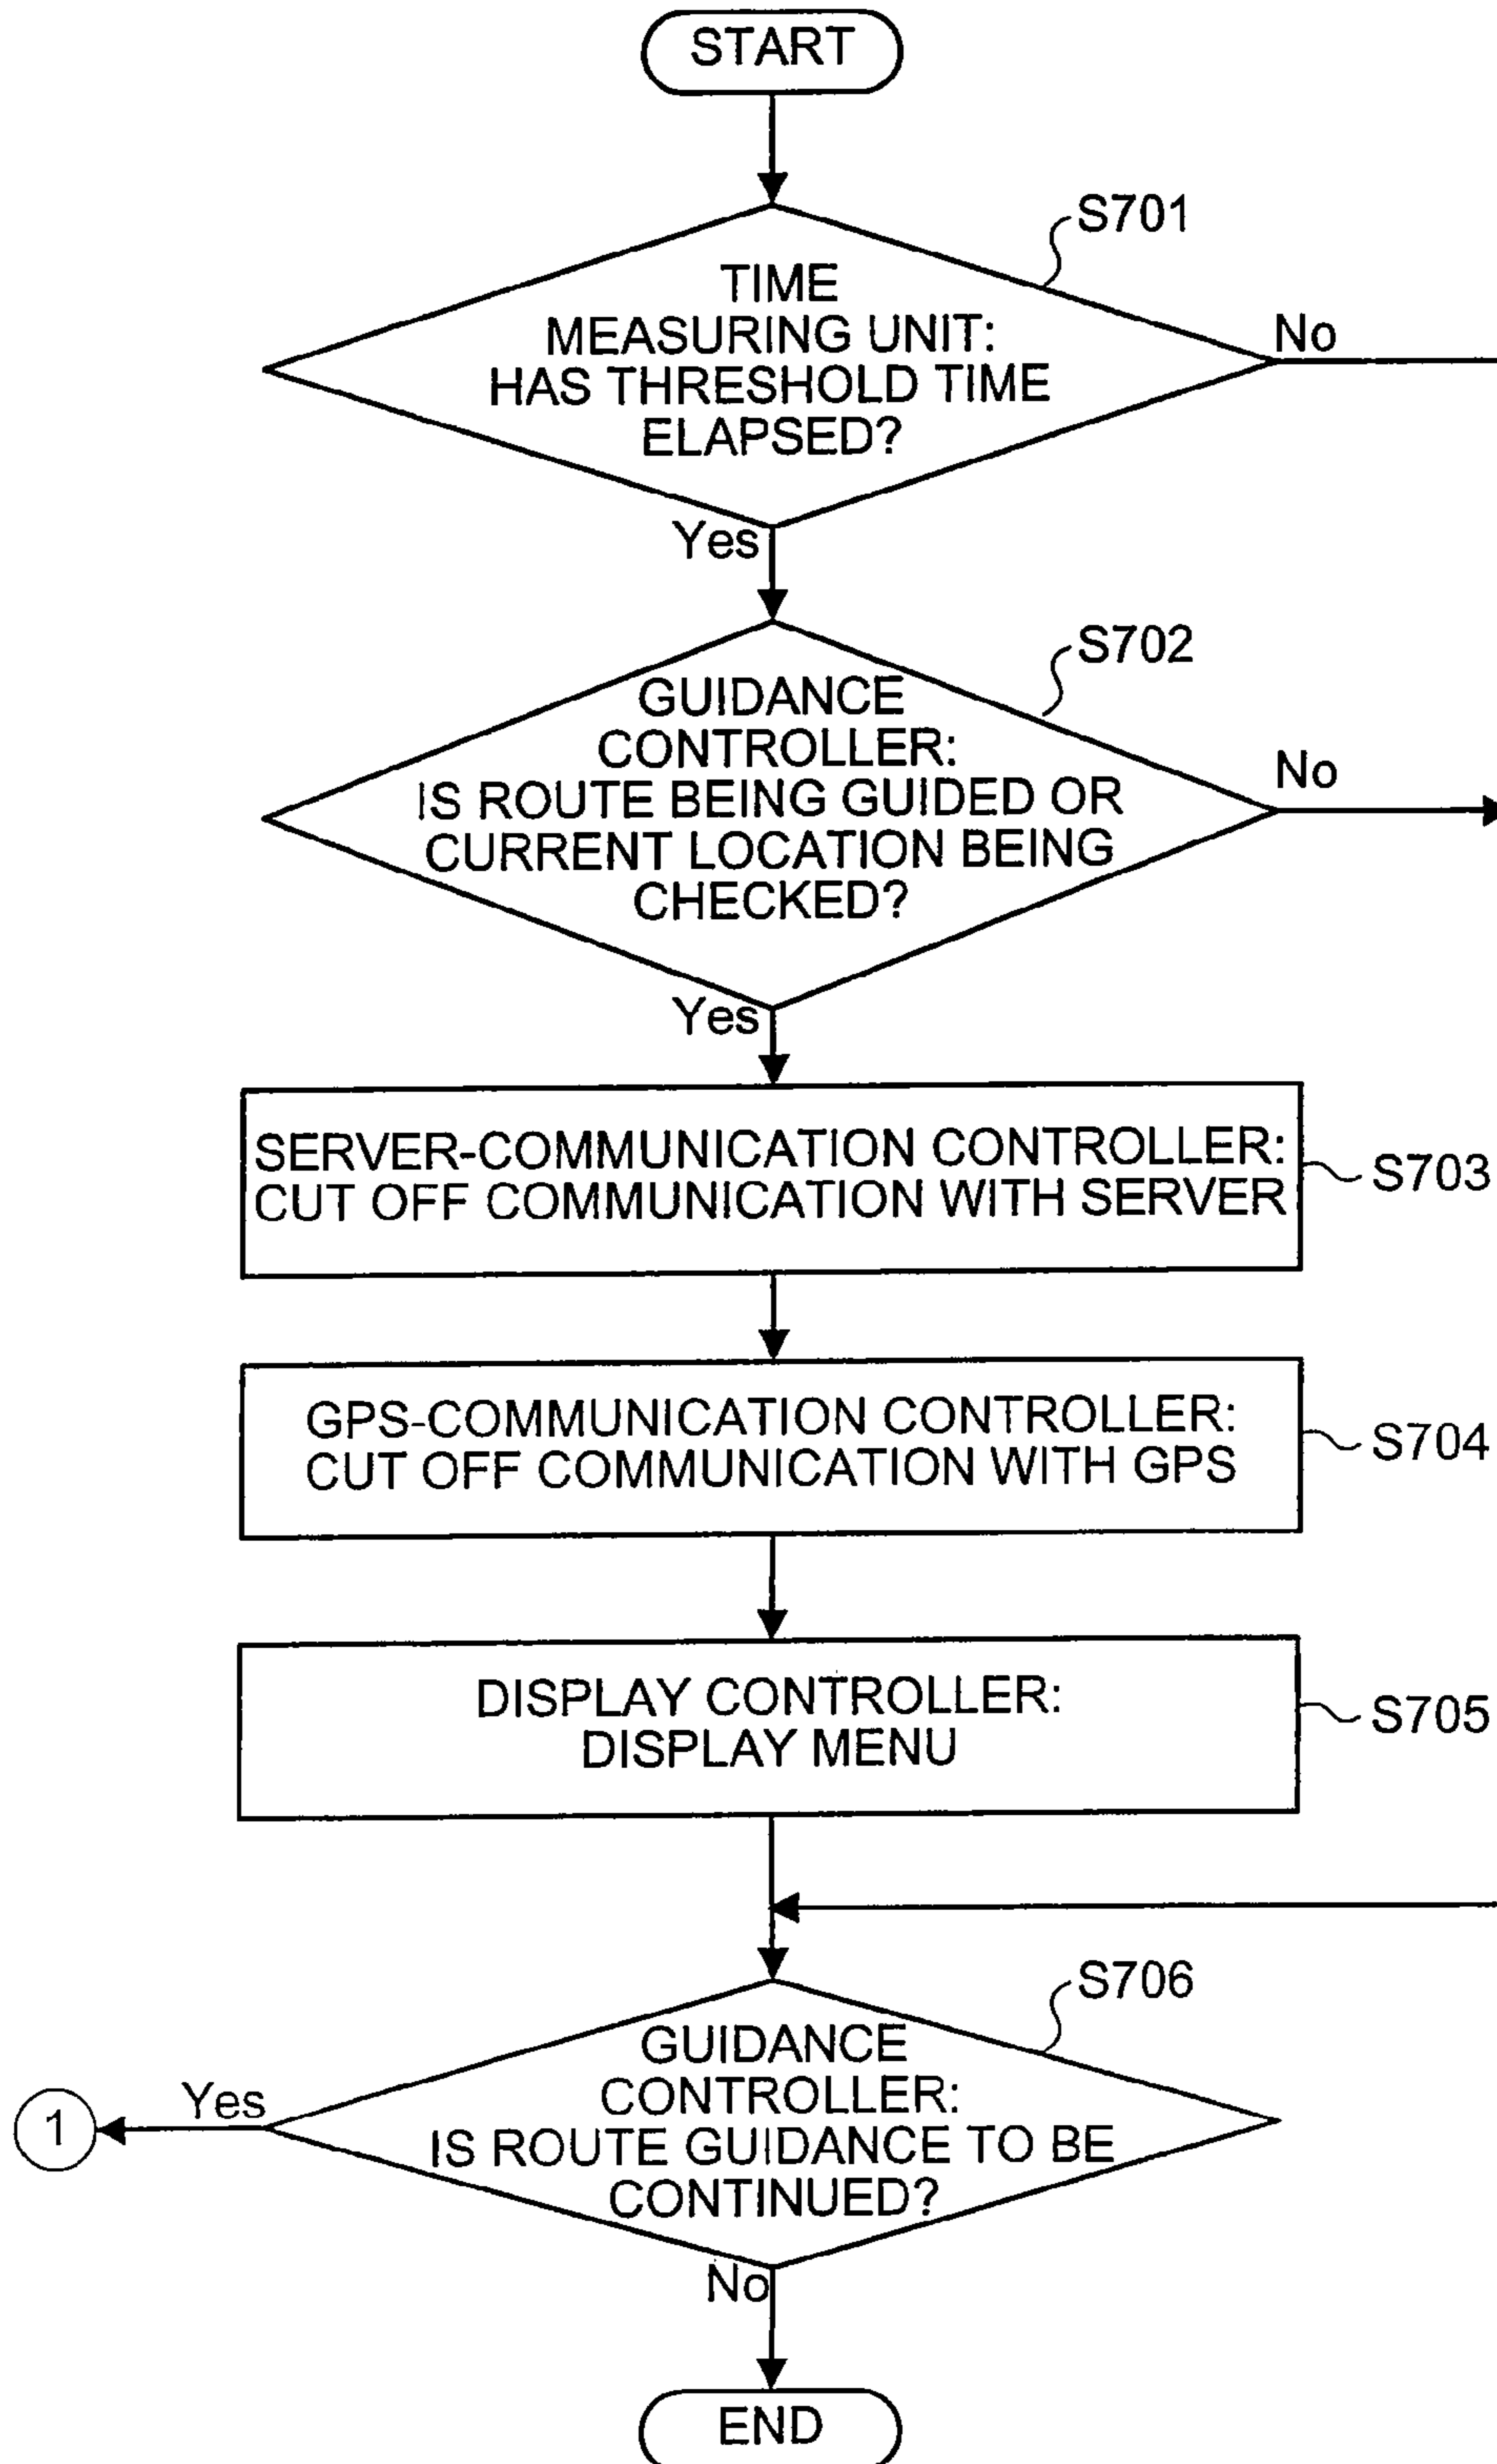 START
S701
TIME
MEASURING UNIT:
HAS THRESHOLD TIME
ELAPSED?
No
Yes
S702
GUIDANCE
CONTROLLER:
IS ROUTE BEING GUIDED OR
CURRENT LOCATION BEING
CHECKED?
No
Yes
SERVER-COMMUNICATION CONTROLLER:
CUT OFF COMMUNICATION WITH SERVER
S703
GPS-COMMUNICATION CONTROLLER:
CUT OFF COMMUNICATION WITH GPS
S704
DISPLAY CONTROLLER:
DISPLAY MENU
S705
S706
GUIDANCE
CONTROLLER:
IS ROUTE GUIDANCE TO BE
CONTINUED?
Yes
1
No
END